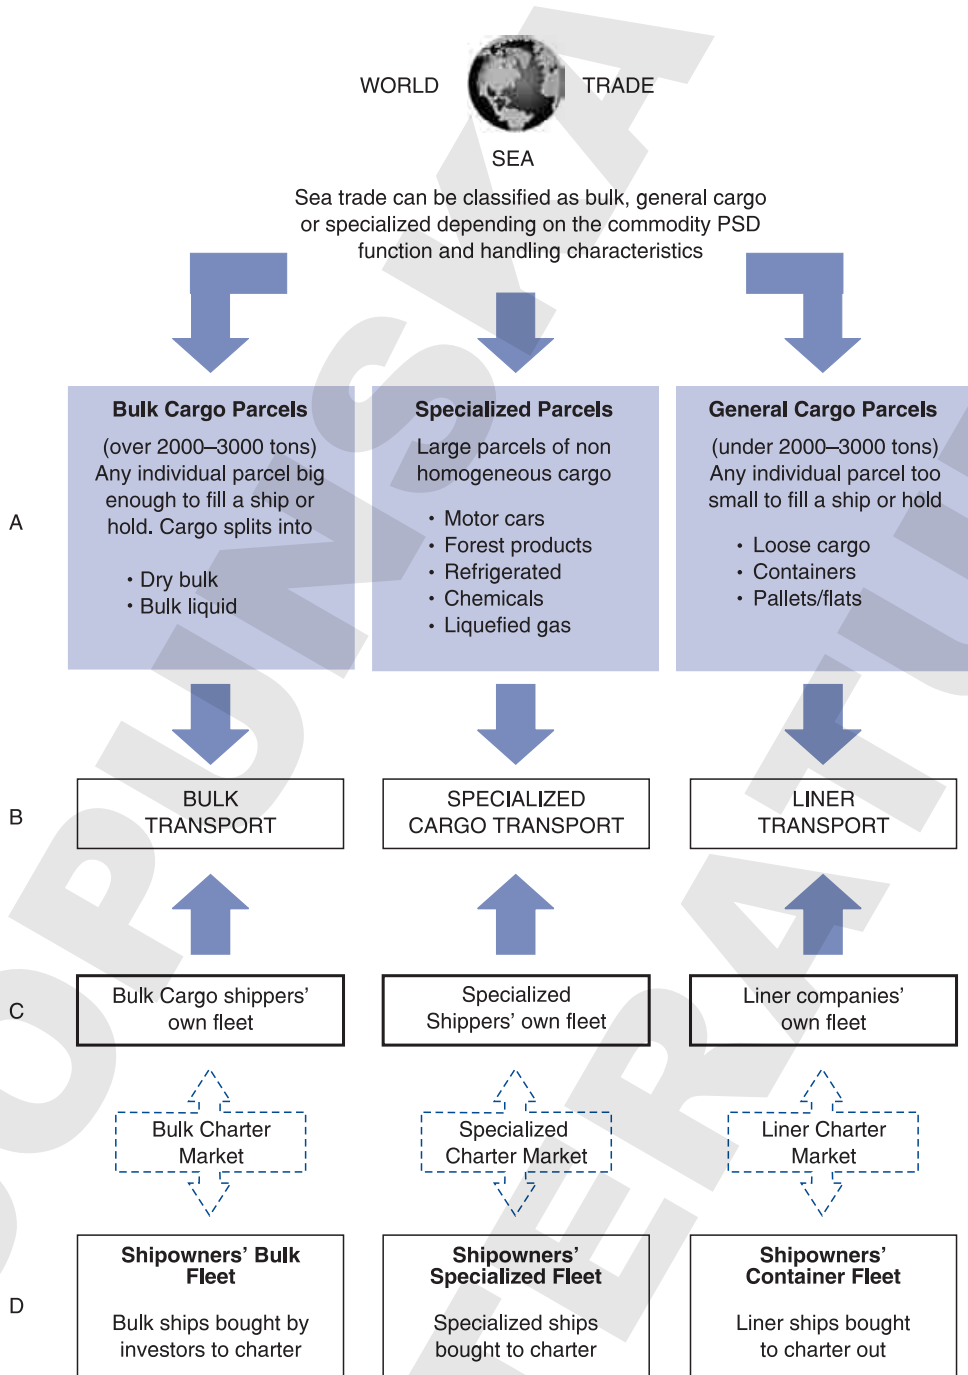 WORLD TRADE
SEA
Sea trade can be classified as bulk, general cargo
or specialized depending on the commodity PSD
function and handling characteristics
A
Bulk Cargo Parcels
(over 2000–3000 tons)
Any individual parcel big
enough to fill a ship or
hold. Cargo splits into
• Dry bulk
• Bulk liquid
Specialized Parcels
Large parcels of non
homogeneous cargo
• Motor cars
• Forest products
• Refrigerated
• Chemicals
• Liquefied gas
General Cargo Parcels
(under 2000–3000 tons)
Any individual parcel too
small to fill a ship or hold
• Loose cargo
• Containers
• Pallets/flats
B
BULK
TRANSPORT
SPECIALIZED
CARGO TRANSPORT
LINER
TRANSPORT
C
Bulk Cargo shippers'
own fleet
Specialized
Shippers' own fleet
Liner companies'
own fleet
Bulk Charter
Market
Specialized
Charter Market
Liner Charter
Market
D
Shipowners' Bulk
Fleet
Bulk ships bought by
investors to charter
Shipowners'
Specialized Fleet
Specialized ships
bought to charter
Shipowners'
Container Fleet
Liner ships bought
to charter out